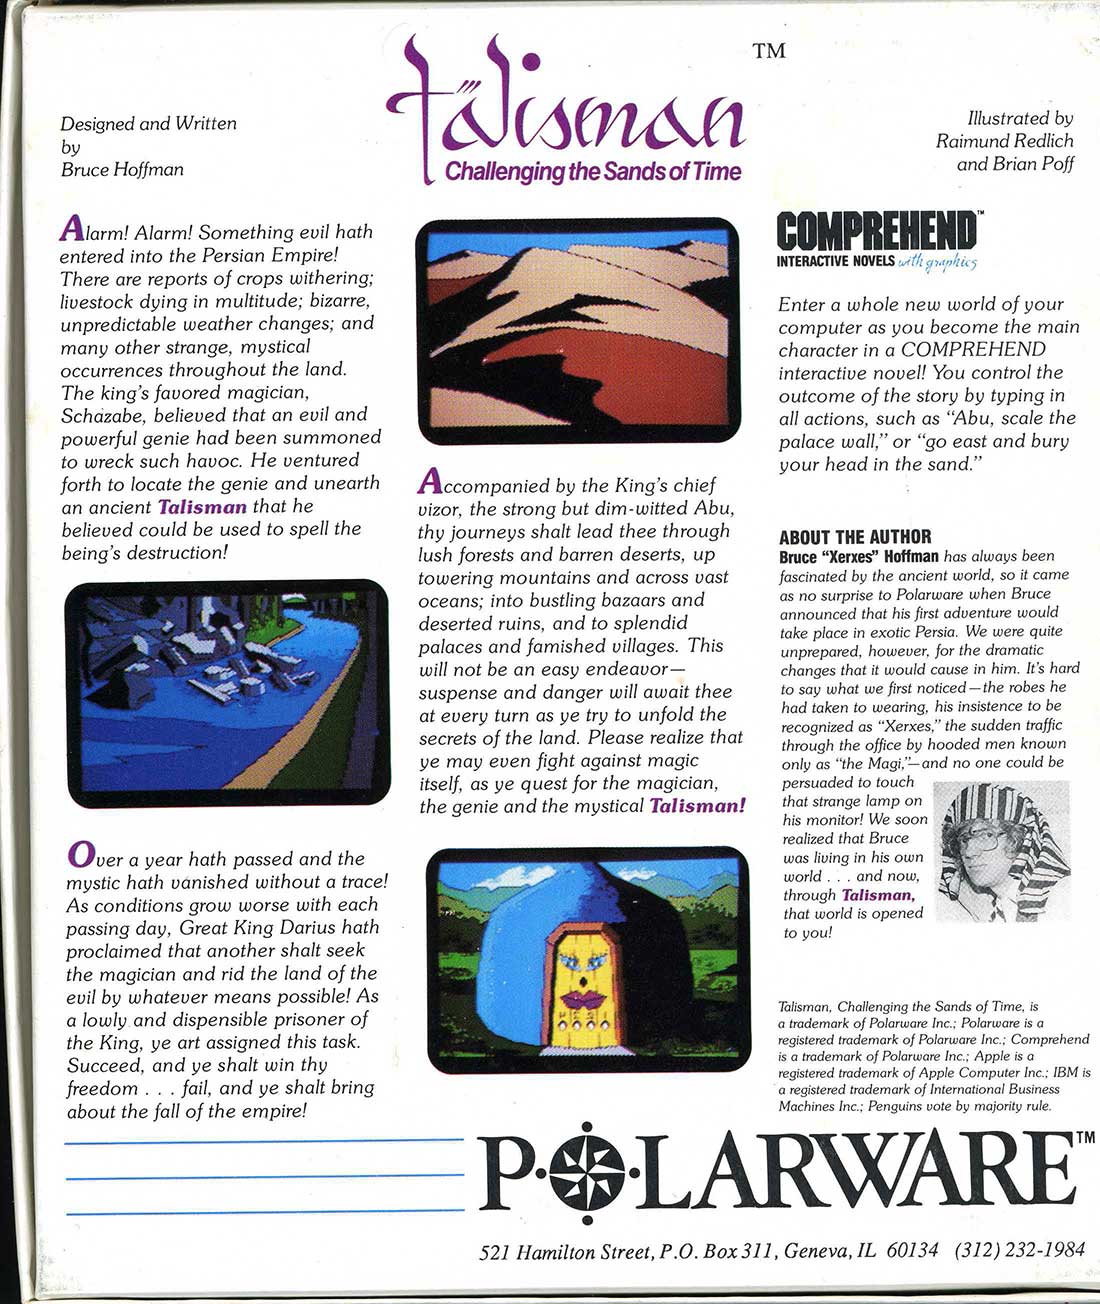 Talisman
TM
Challenging the Sands of Time
Designed and Written
by
Bruce Hoffman
Illustrated by
Raimund Redlich
and Brian Poff
Alarm! Alarm! Something evil hath
entered into the Persian Empire!
There are reports of crops withering;
livestock dying in multitude; bizarre,
unpredictable weather changes; and
many other strange, mystical
occurrences throughout the land.
The king's favored magician,
Schazabe, believed that an evil and
powerful genie had been summoned
to wreck such havoc. He ventured
forth to locate the genie and unearth
an ancient Talisman that he
believed could be used to spell the
being's destruction!
Over a year hath passed and the
mystic hath vanished without a trace!
As conditions grow worse with each
passing day, Great King Darius hath
proclaimed that another shalt seek
the magician and rid the land of the
evil by whatever means possible! As
a lowly and dispensible prisoner of
the King, ye art assigned this task.
Succeed, and ye shalt win thy
freedom . . . fail, and ye shalt bring
about the fall of the empire!
Accompanied by the King's chief
vizor, the strong but dim-witted Abu,
thy journeys shalt lead thee through
lush forests and barren deserts, up
towering mountains and across vast
oceans; into bustling bazaars and
deserted ruins, and to splendid
palaces and famished villages. This
will not be an easy endeavor—
suspense and danger will await thee
at every turn as ye try to unfold the
secrets of the land. Please realize that
ye may even fight against magic
itself, as ye quest for the magician,
the genie and the mystical Talisman!
COMPREHEND™
INTERACTIVE NOVELS with graphics
Enter a whole new world of your
computer as you become the main
character in a COMPREHEND
interactive novel! You control the
outcome of the story by typing in
all actions, such as "Abu, scale the
palace wall," or "go east and bury
your head in the sand."
ABOUT THE AUTHOR
Bruce "Xerxes" Hoffman has always been
fascinated by the ancient world, so it came
as no surprise to Polarware when Bruce
announced that his first adventure would
take place in exotic Persia. We were quite
unprepared, however, for the dramatic
changes that it would cause in him. It's hard
to say what we first noticed—the robes he
had taken to wearing, his insistence to be
recognized as "Xerxes," the sudden traffic
through the office by hooded men known
only as "the Magi,"—and no one could be
persuaded to touch
that strange lamp on
his monitor! We soon
realized that Bruce
was living in his own
world . . . and now,
through Talisman,
that world is opened
to you!
Talisman, Challenging the Sands of Time, is
a trademark of Polarware Inc.; Polarware is a
registered trademark of Polarware Inc.; Comprehend
is a trademark of Polarware Inc.; Apple is a
registered trademark of Apple Computer Inc.; IBM is
a registered trademark of International Business
Machines Inc.; Penguins vote by majority rule.
POLARWARE™
521 Hamilton Street, P.O. Box 311, Geneva, IL 60134 (312) 232-1984